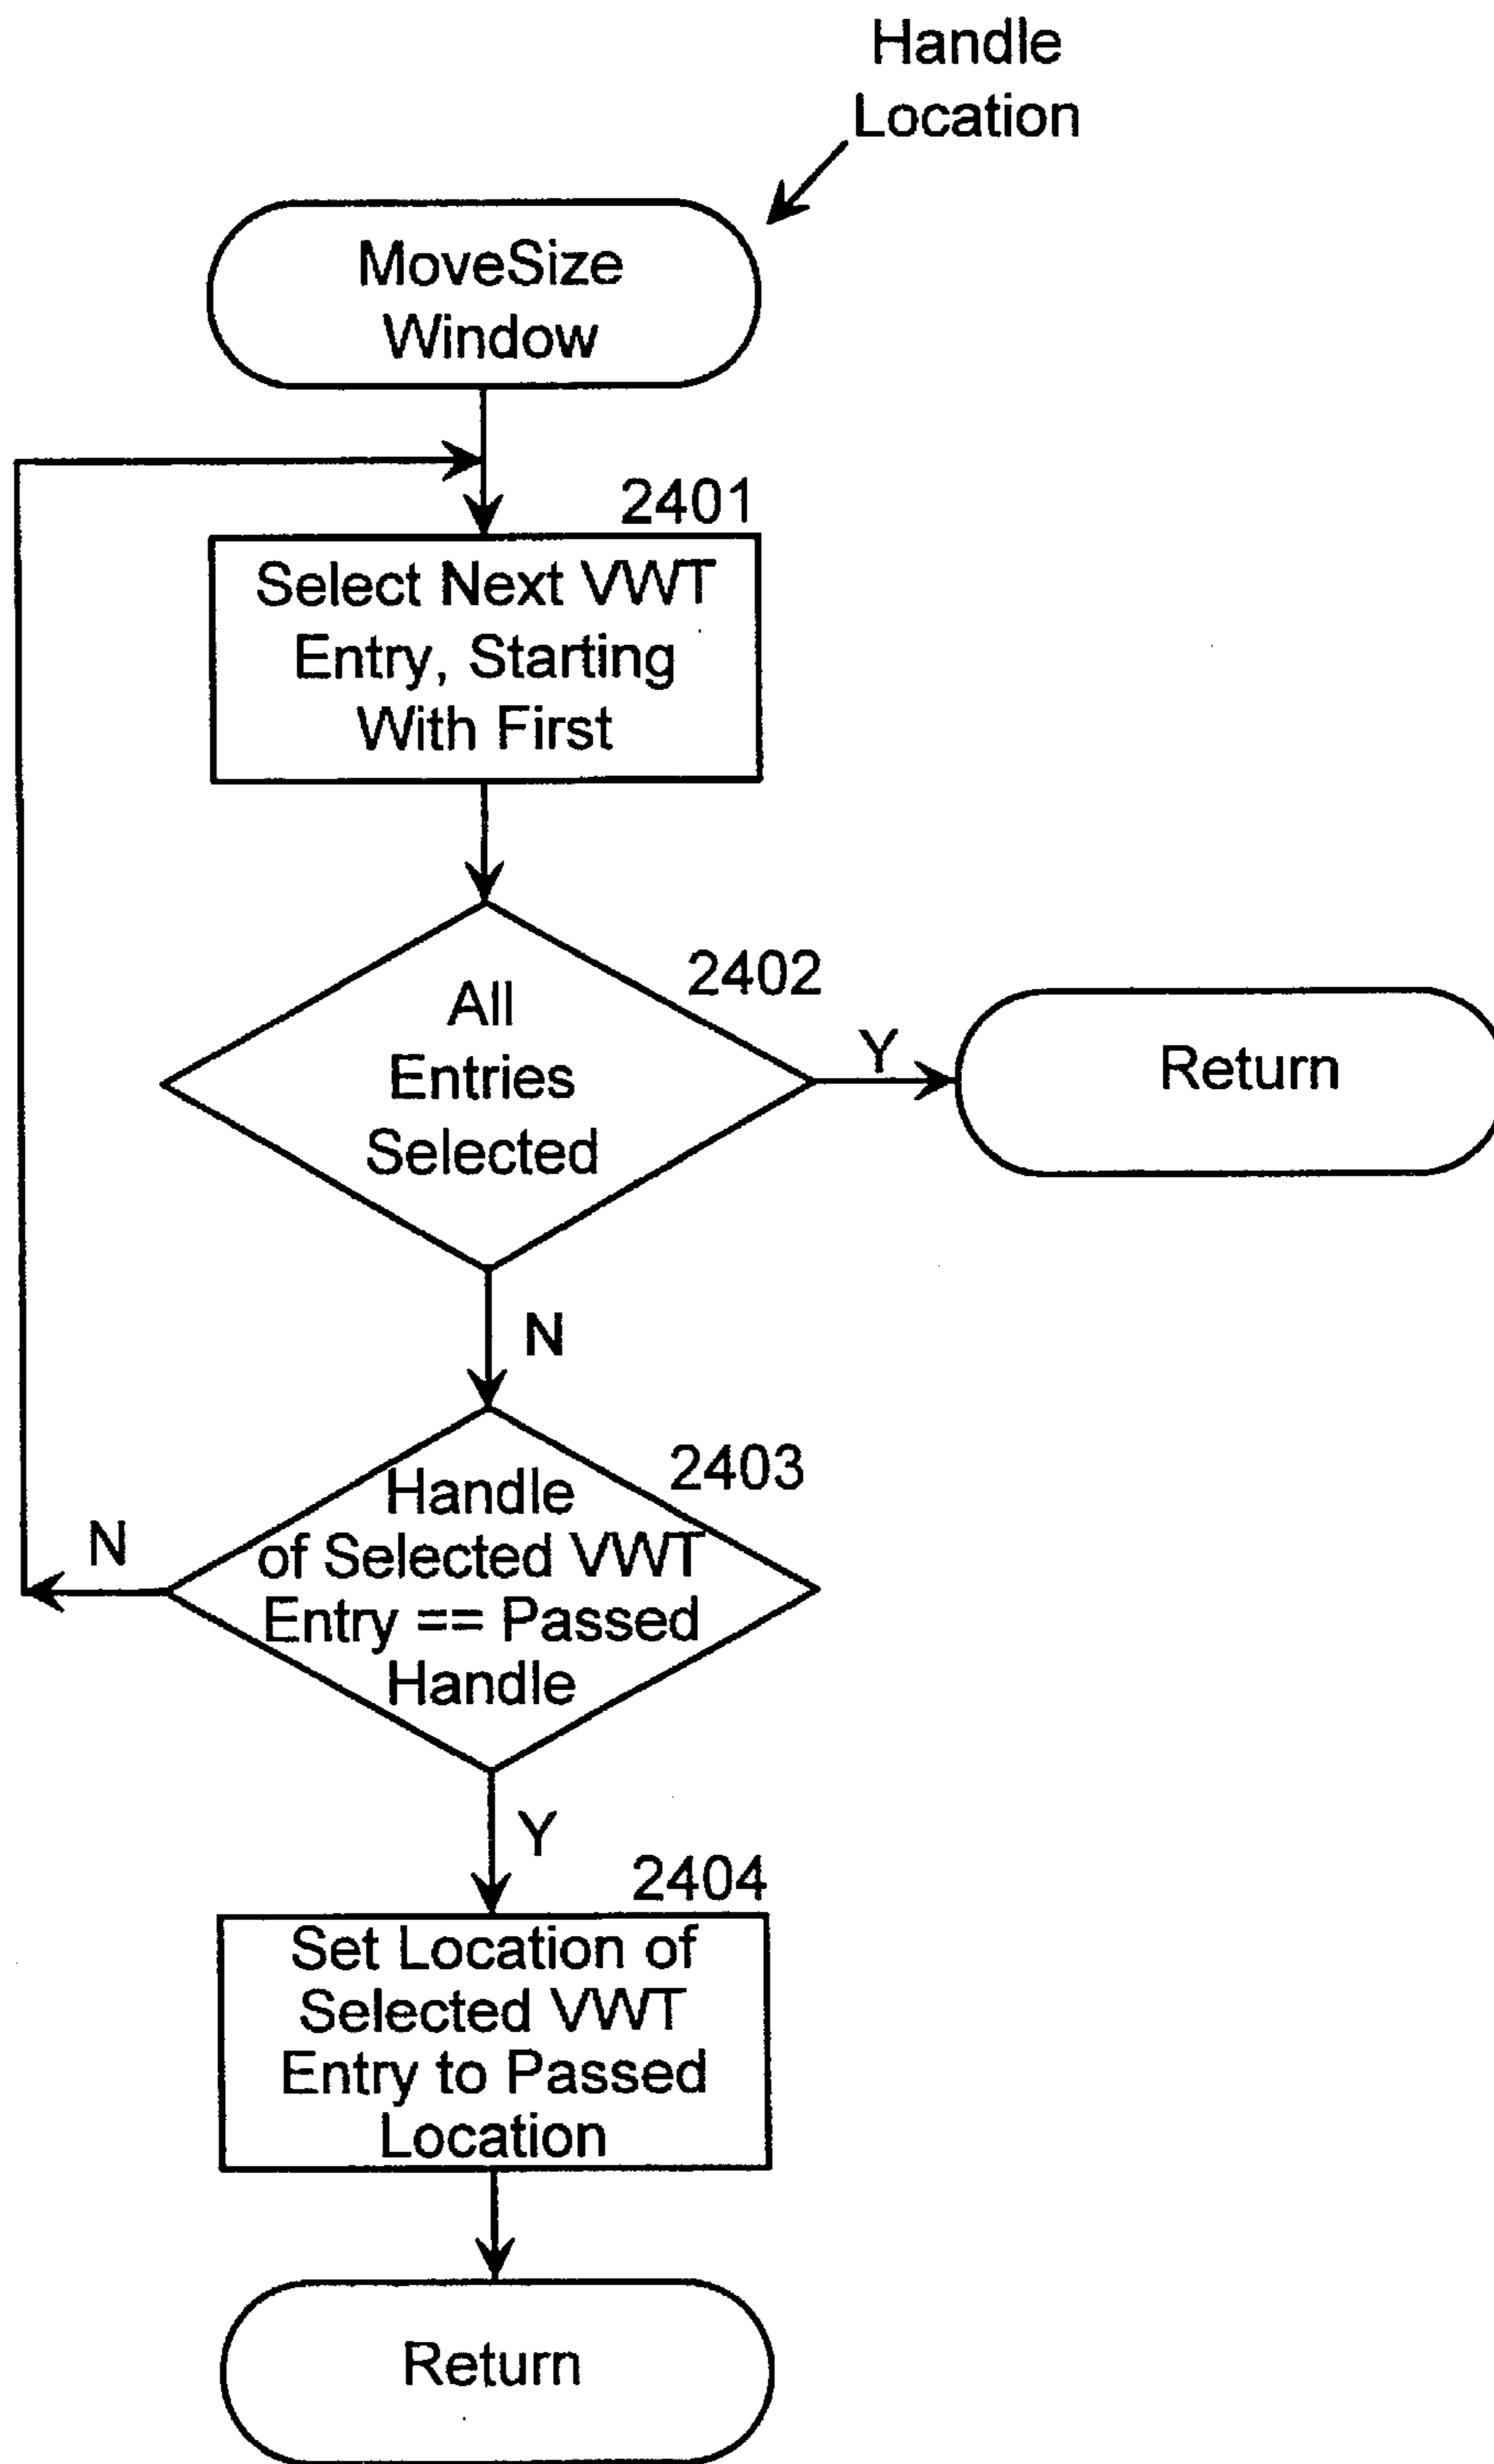 Handle
Location
MoveSize
Window
2401
Select Next VWT
Entry, Starting
With First
2402
All
Entries
Selected
Y
Return
N
2403
Handle
of Selected VWT
Entry == Passed
Handle
N
Y
2404
Set Location of
Selected VWT
Entry to Passed
Location
Return